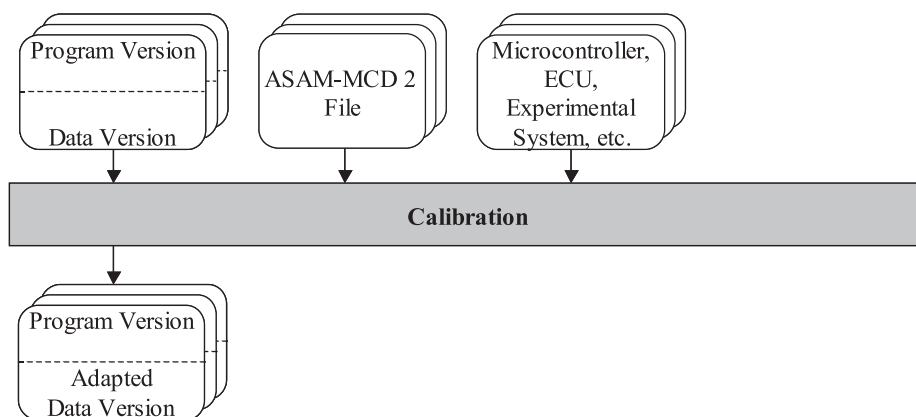 Program Version
Data Version
ASAM-MCD 2
File
Microcontroller,
ECU,
Experimental
System, etc.
Calibration
Program Version
Adapted
Data Version